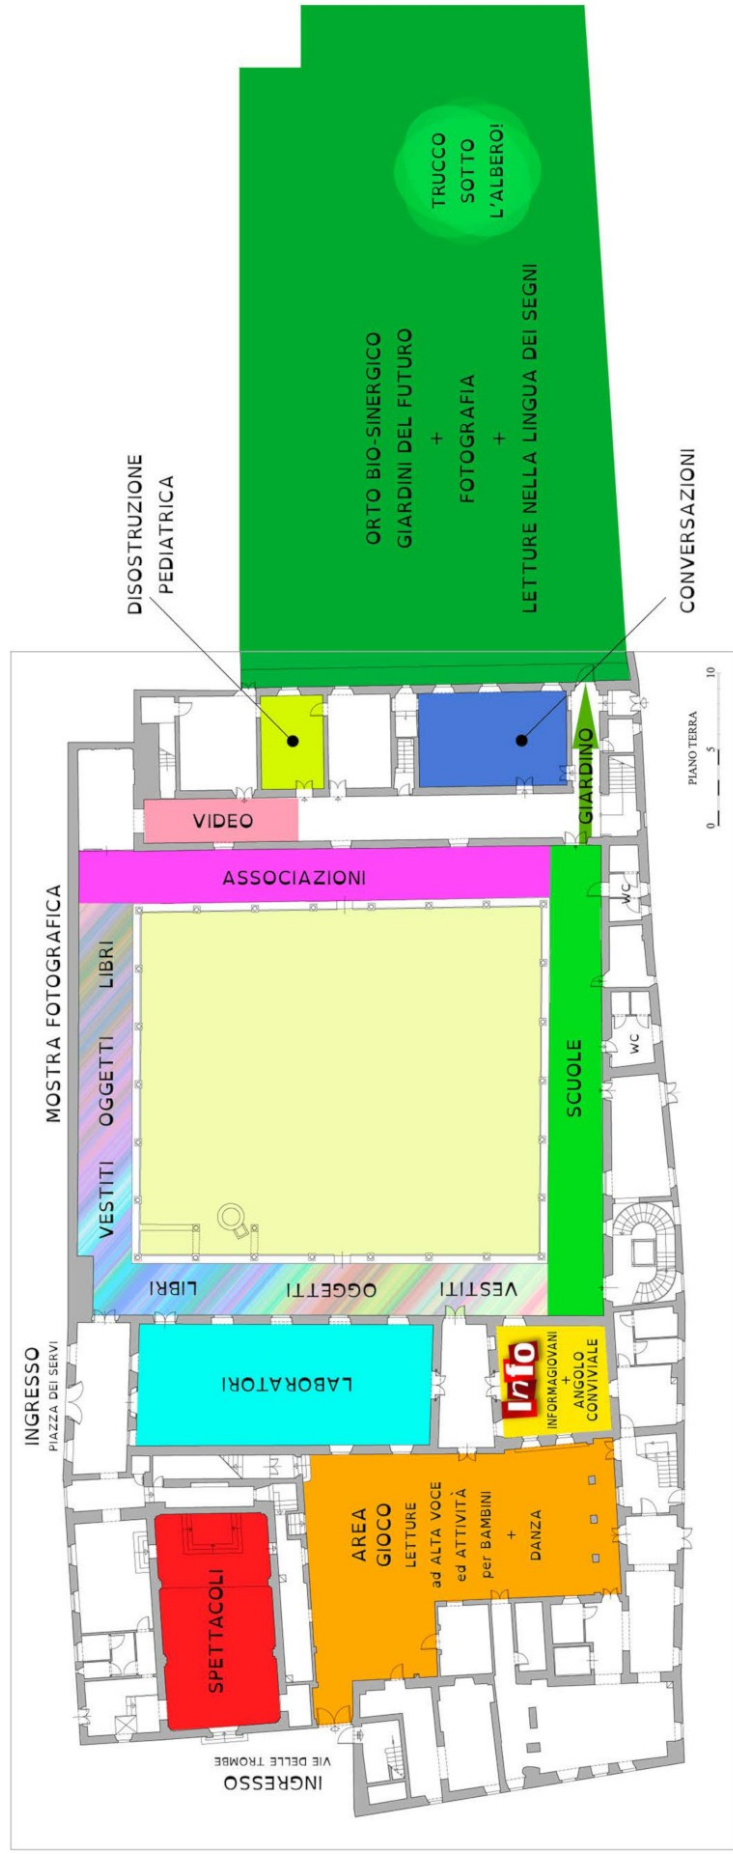 TRUCCO
SOTTO
L'ALBERO!
ORTO BIO-SINERGICO
GIARDINI DEL FUTURO
+
FOTOGRAFIA
+
LETTURE NELLA LINGUA DEI SEGNI
DISOSTRUZIONE
PEDIATRICA
CONVERSAZIONI
GIARDINO
VIDEO
ASSOCIAZIONI
MOSTRA FOTOGRAFICA
VESTITI OGGETTI LIBRI
VESTITI OGGETTI LIBRI
SCUOLE
WC
WC
PIANO TERRA
0 5 10
INGRESSO
PIAZZA DEI SERVI
LABORATORI
Info
INFORMAGIOVANI
+
ANGOLO
CONVIVIALE
AREA
GIOCO
LETTURE
ad ALTA VOCE
ed ATTIVITÀ
per BAMBINI
+
DANZA
SPETTACOLI
INGRESSO
VIE DELLE TROMBE